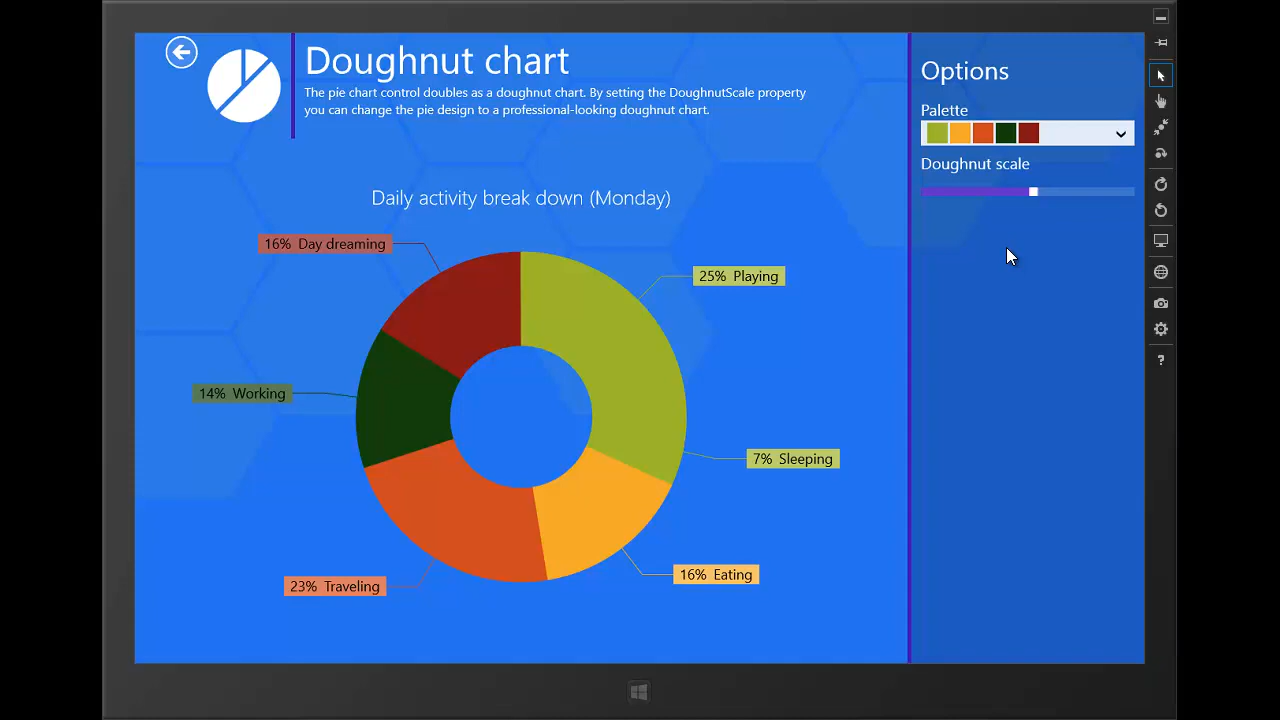 Doughnut chart
The pie chart control doubles as a doughnut chart. By setting the DoughnutScale property
you can change the pie design to a professional-looking doughnut chart.
Options
Palette
Doughnut scale
Daily activity break down (Monday)
16% Day dreaming
25% Playing
14% Working
7% Sleeping
16% Eating
23% Traveling
?